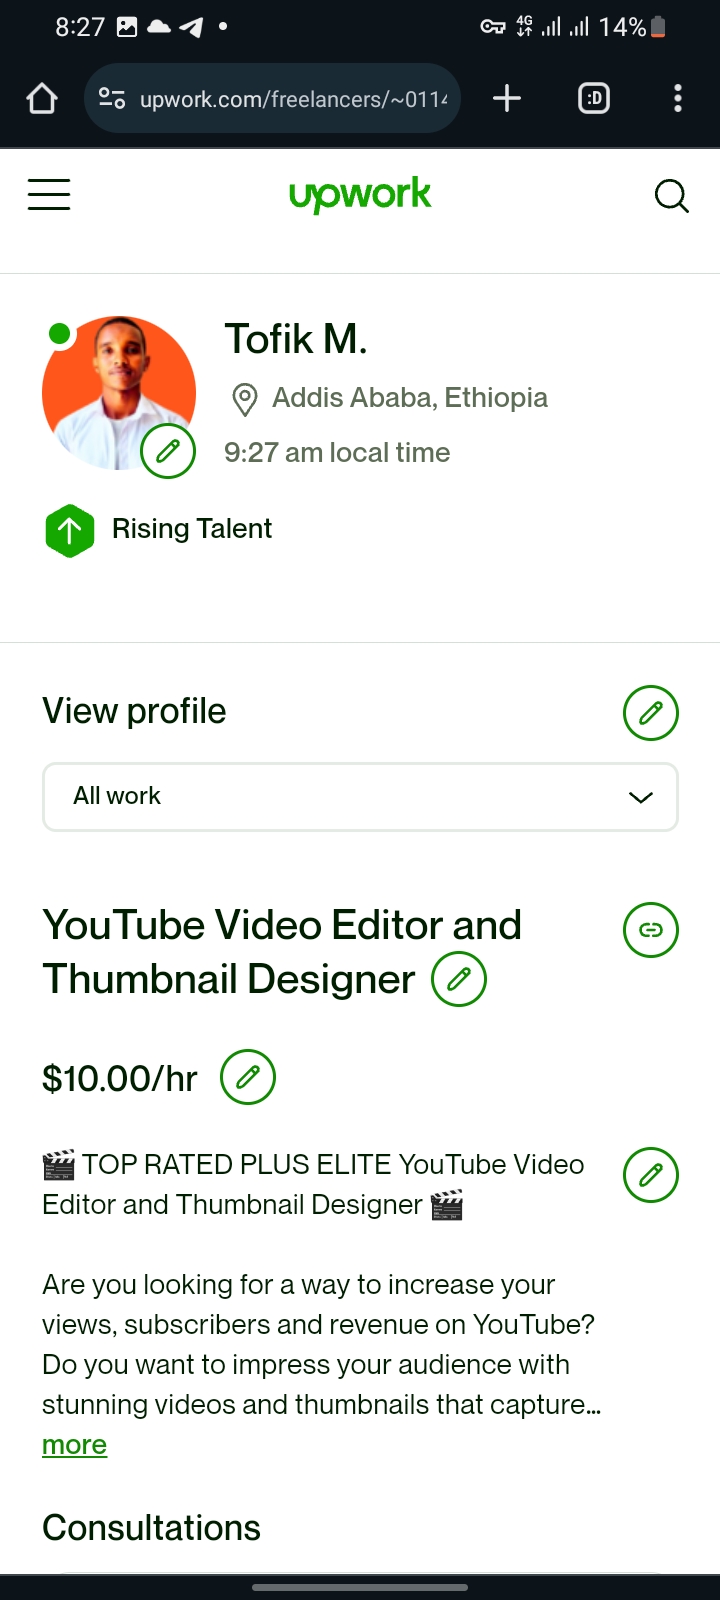 8:27 4G 14%
upwork.com/freelancers/~011
:D
upwork
Tofik M.
Addis Ababa, Ethiopia
9:27 am local time
Rising Talent
View profile
All work
YouTube Video Editor and
Thumbnail Designer
$10.00/hr
🎬 TOP RATED PLUS ELITE YouTube Video
Editor and Thumbnail Designer 🎬
Are you looking for a way to increase your
views, subscribers and revenue on YouTube?
Do you want to impress your audience with
stunning videos and thumbnails that capture...
more
Consultations